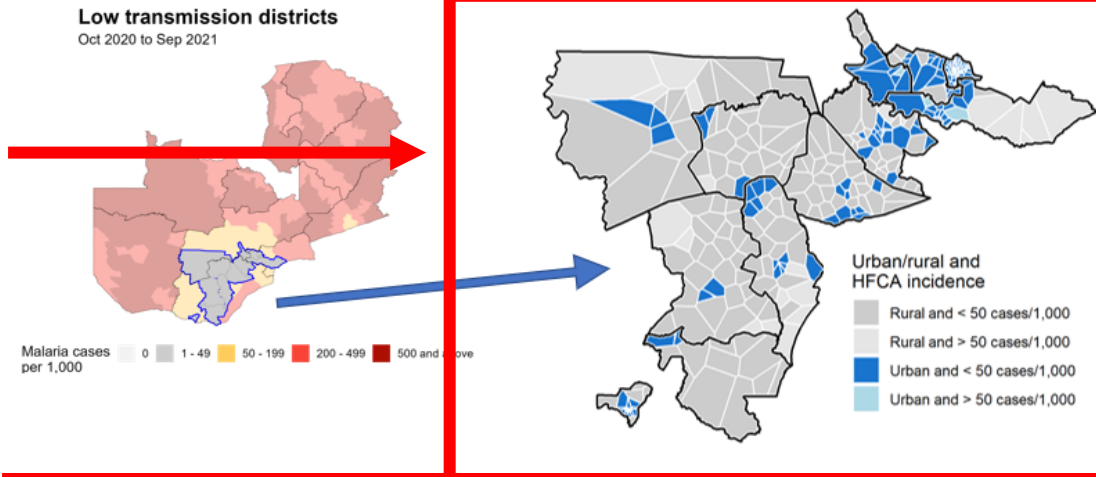 Low transmission districts
Oct 2020 to Sep 2021
Malaria cases
per 1,000
0
1 - 49
50 - 199
200 - 499
500 and above
Urban/rural and
HFCA incidence
Rural and < 50 cases/1,000
Rural and > 50 cases/1,000
Urban and < 50 cases/1,000
Urban and > 50 cases/1,000